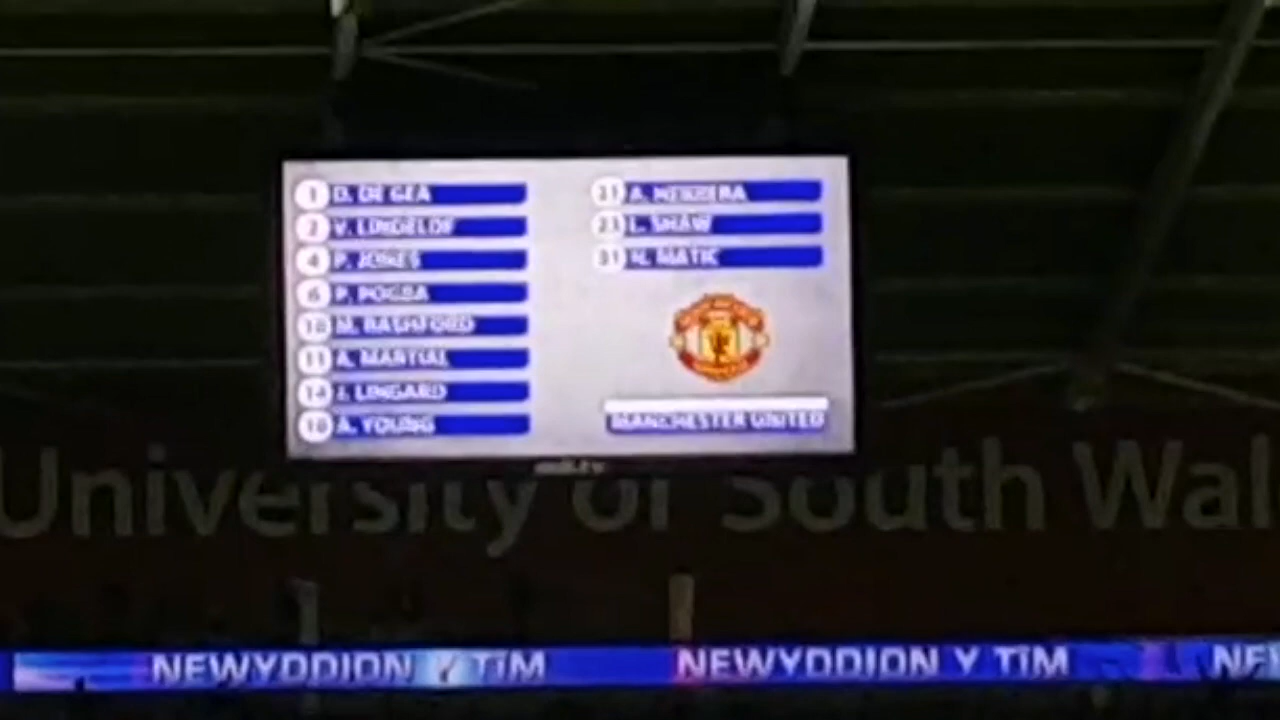 1 D. DE GEA
2 V. LINDELOF
4 P. JONES
6 P. POGBA
10 M. RASHFORD
11 A. MARTIAL
14 J. LINGARD
18 A. YOUNG
21 A. HERRERA
23 L. SHAW
31 N. MATIC
MANCHESTER UNITED
University of South Wal
NEWYDDION Y TIM NEWYDDION Y TIM NE